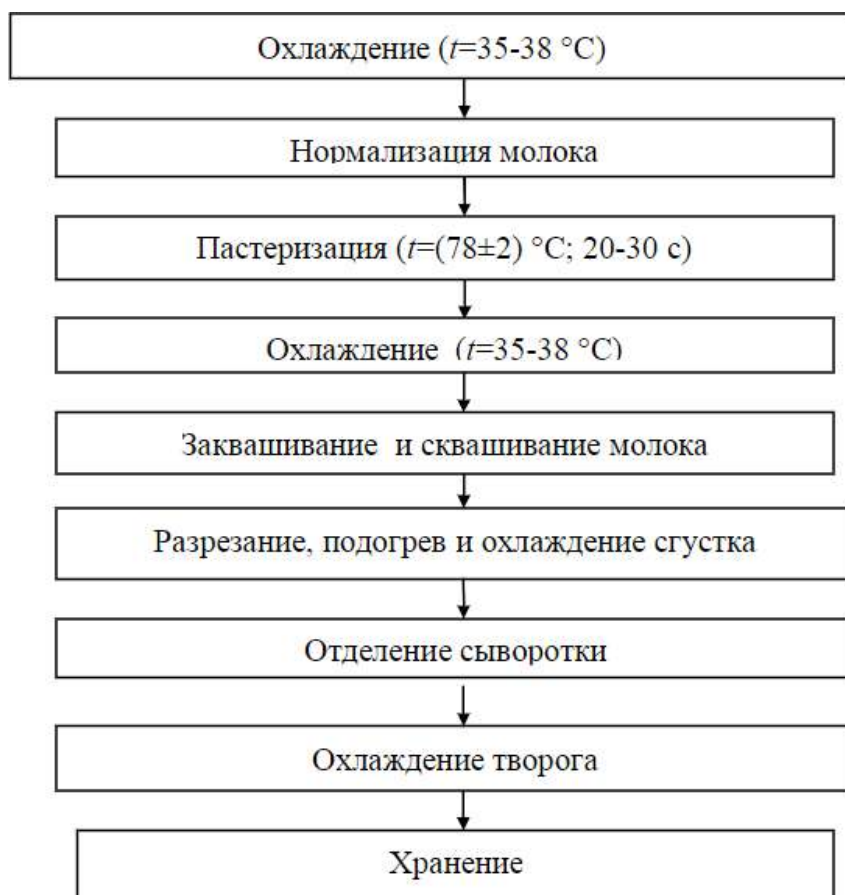 Охлаждение (t=35-38 °C)
Нормализация молока
Пастеризация (t=(78±2) °C; 20-30 с)
Охлаждение (t=35-38 °C)
Заквашивание и сквашивание молока
Разрезание, подогрев и охлаждение сгустка
Отделение сыворотки
Охлаждение творога
Хранение